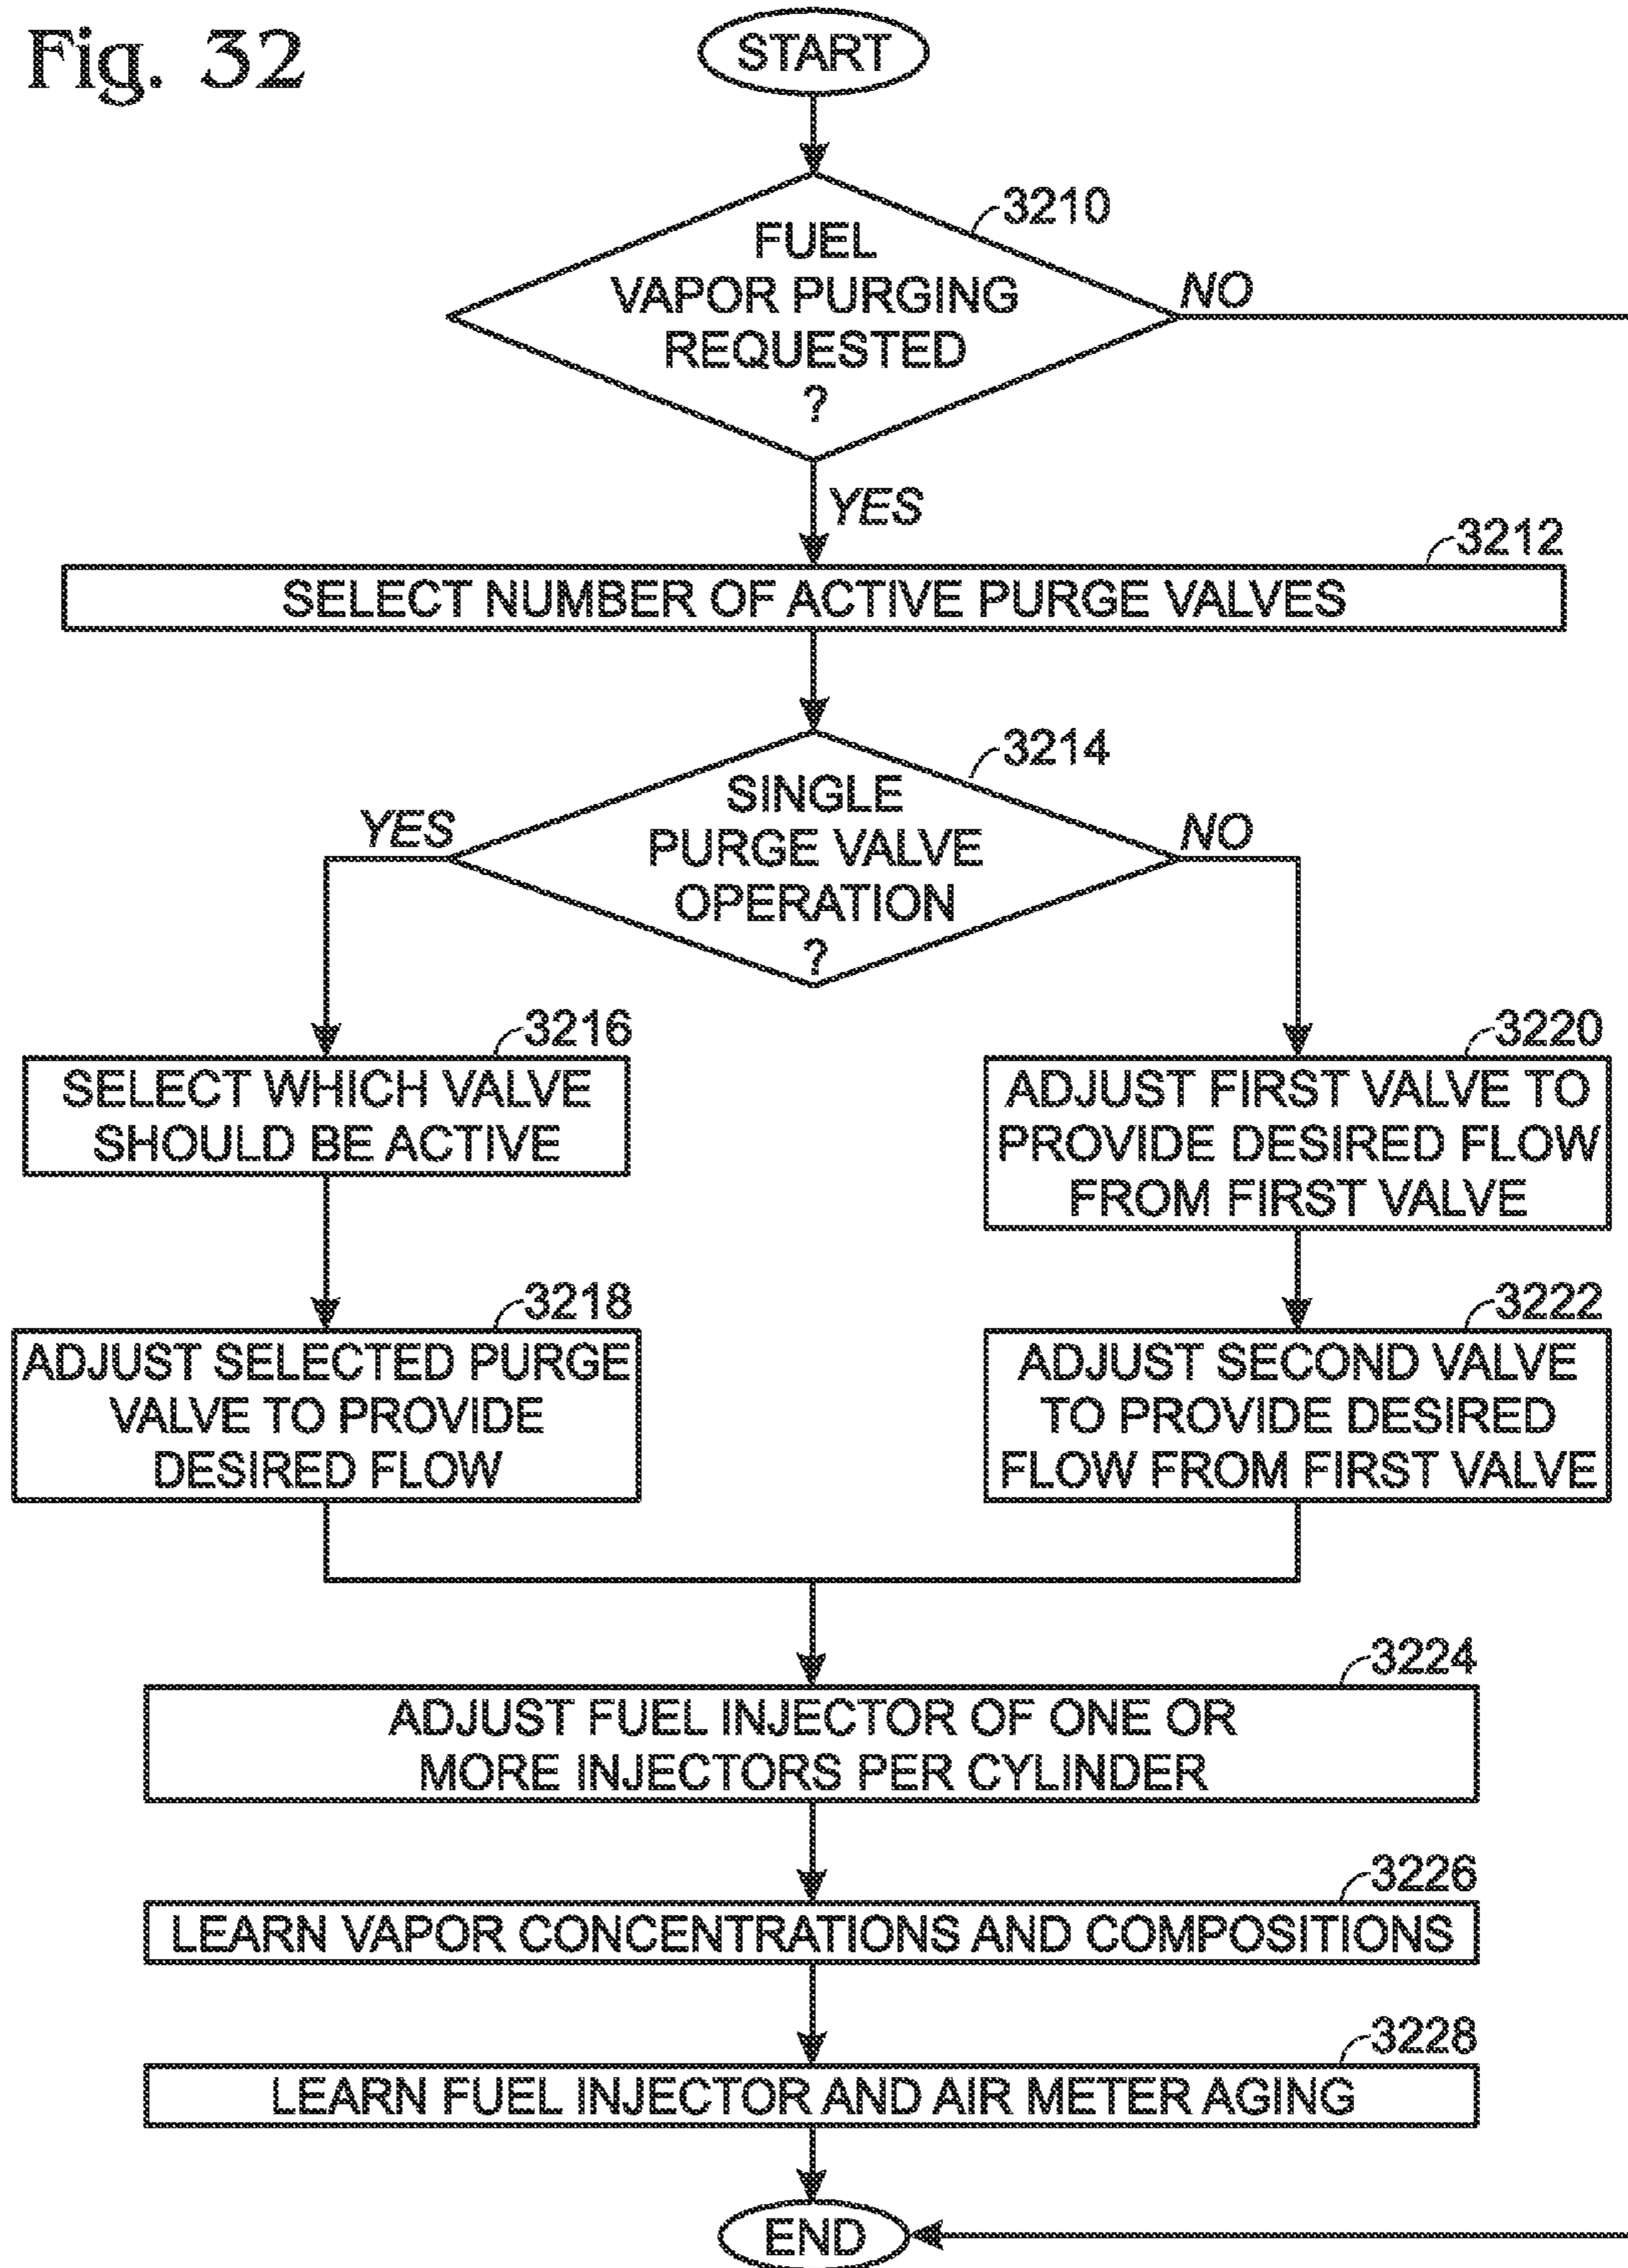 Fig. 32
START
3210
FUEL
VAPOR PURGING
REQUESTED
?
NO
YES
3212
SELECT NUMBER OF ACTIVE PURGE VALVES
3214
SINGLE
PURGE VALVE
OPERATION
?
YES
NO
3216
SELECT WHICH VALVE
SHOULD BE ACTIVE
3218
ADJUST SELECTED PURGE
VALVE TO PROVIDE
DESIRED FLOW
3220
ADJUST FIRST VALVE TO
PROVIDE DESIRED FLOW
FROM FIRST VALVE
3222
ADJUST SECOND VALVE
TO PROVIDE DESIRED
FLOW FROM FIRST VALVE
3224
ADJUST FUEL INJECTOR OF ONE OR
MORE INJECTORS PER CYLINDER
3226
LEARN VAPOR CONCENTRATIONS AND COMPOSITIONS
3228
LEARN FUEL INJECTOR AND AIR METER AGING
END